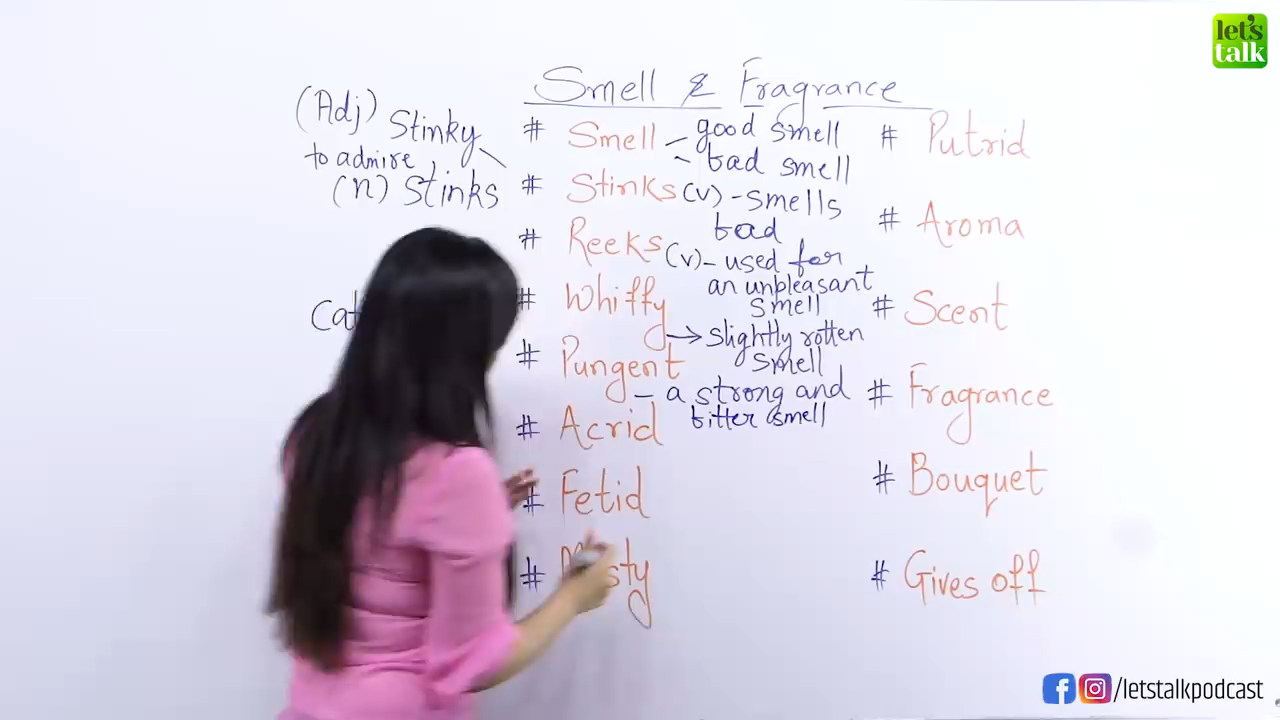 let's
talk
Smell & Fragrance
(Adj) Stinky
to admire
(n) Stinks
# Smell – good smell
– bad smell
# Stinks (v) - smells
bad
# Reeks (v) – used for
an unpleasant
smell
# Whiffy → slightly rotten
smell
# Pungent – a strong and
bitter smell
# Acrid
# Fetid
#
# Putrid
# Aroma
# Scent
# Fragrance
# Bouquet
# Gives off
/letstalkpodcast